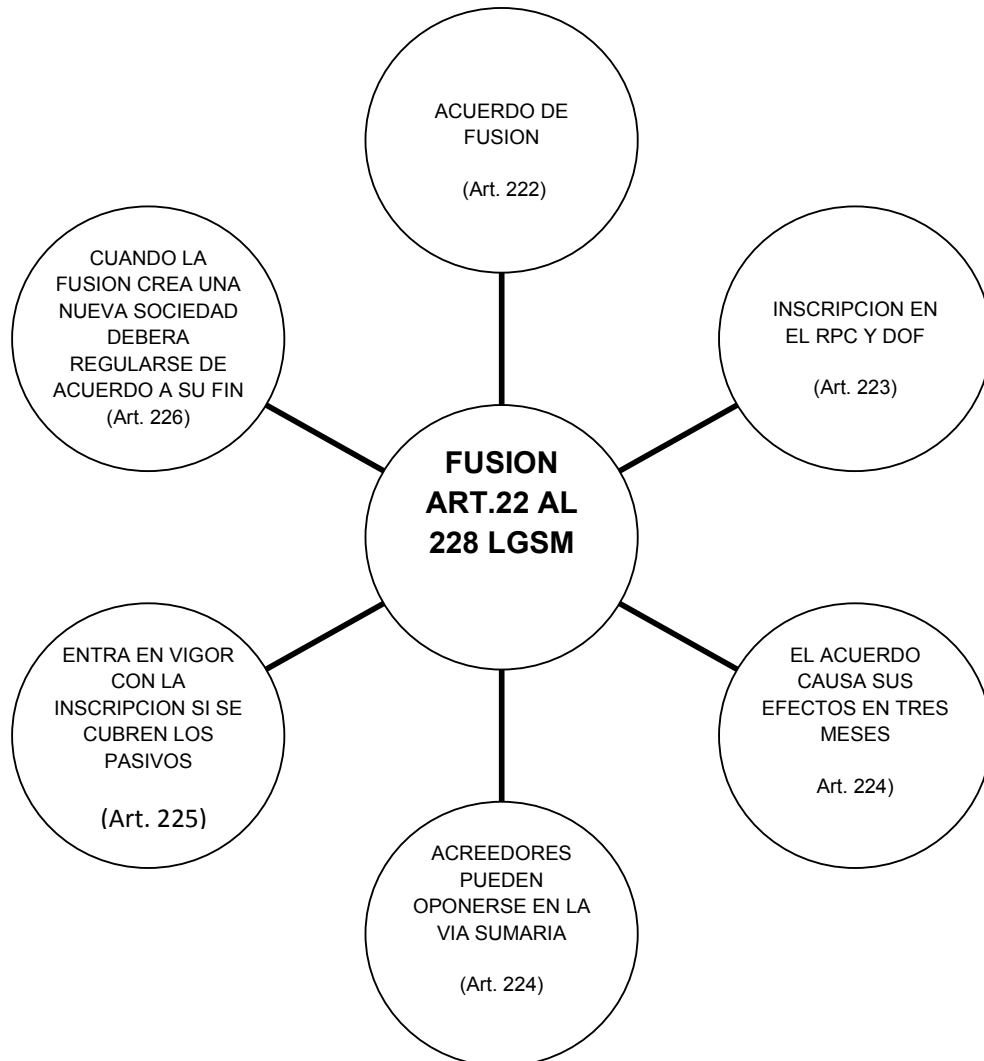 ACUERDO DE
FUSION
(Art. 222)
CUANDO LA
FUSION CREA UNA
NUEVA SOCIEDAD
DEBERA
REGULARSE DE
ACUERDO A SU FIN
(Art. 226)
INSCRIPCION EN
EL RPC Y DOF
(Art. 223)
FUSION
ART.22 AL
228 LGSM
ENTRA EN VIGOR
CON LA
INSCRIPCION SI SE
CUBREN LOS
PASIVOS
(Art. 225)
EL ACUERDO
CAUSA SUS
EFECTOS EN TRES
MESES
Art. 224)
ACREEDORES
PUEDEN
OPONERSE EN LA
VIA SUMARIA
(Art. 224)